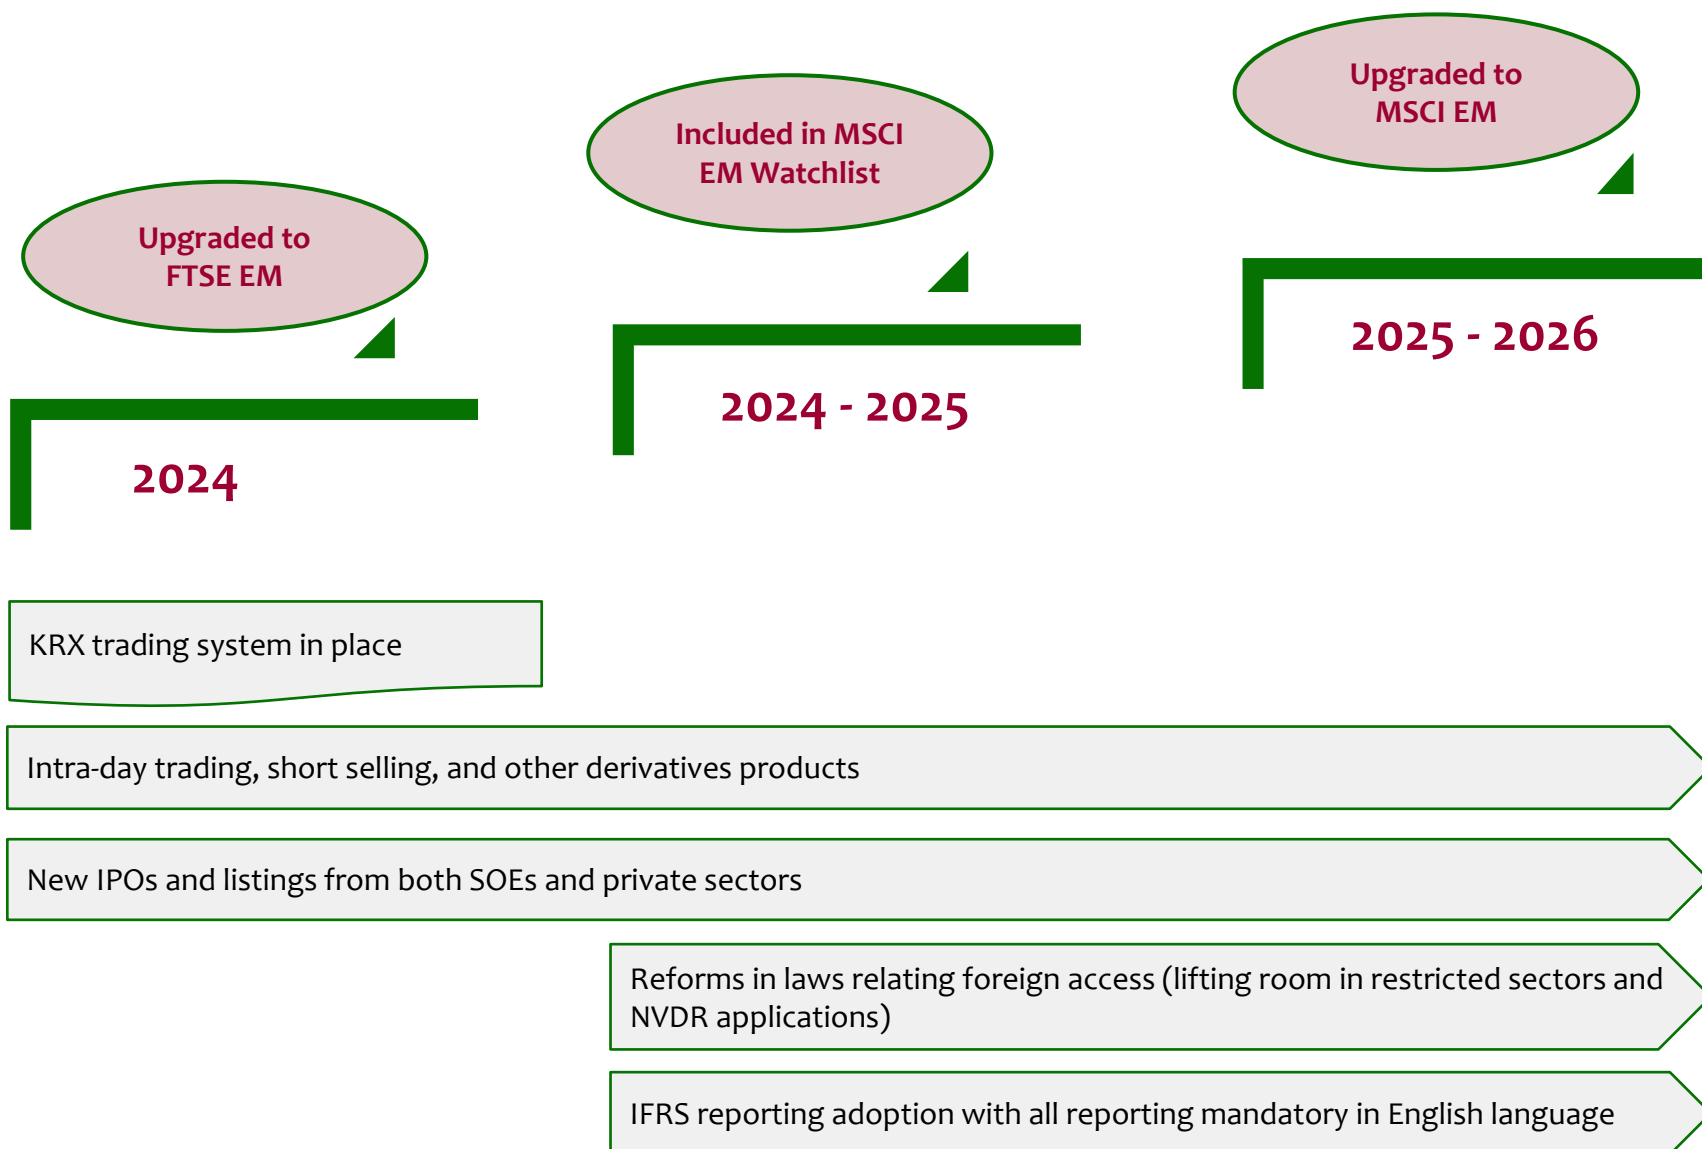 Upgraded to
FTSE EM
2024
Included in MSCI
EM Watchlist
2024 - 2025
Upgraded to
MSCI EM
2025 - 2026
KRX trading system in place
Intra-day trading, short selling, and other derivatives products
New IPOs and listings from both SOEs and private sectors
Reforms in laws relating foreign access (lifting room in restricted sectors and
NVDR applications)
IFRS reporting adoption with all reporting mandatory in English language